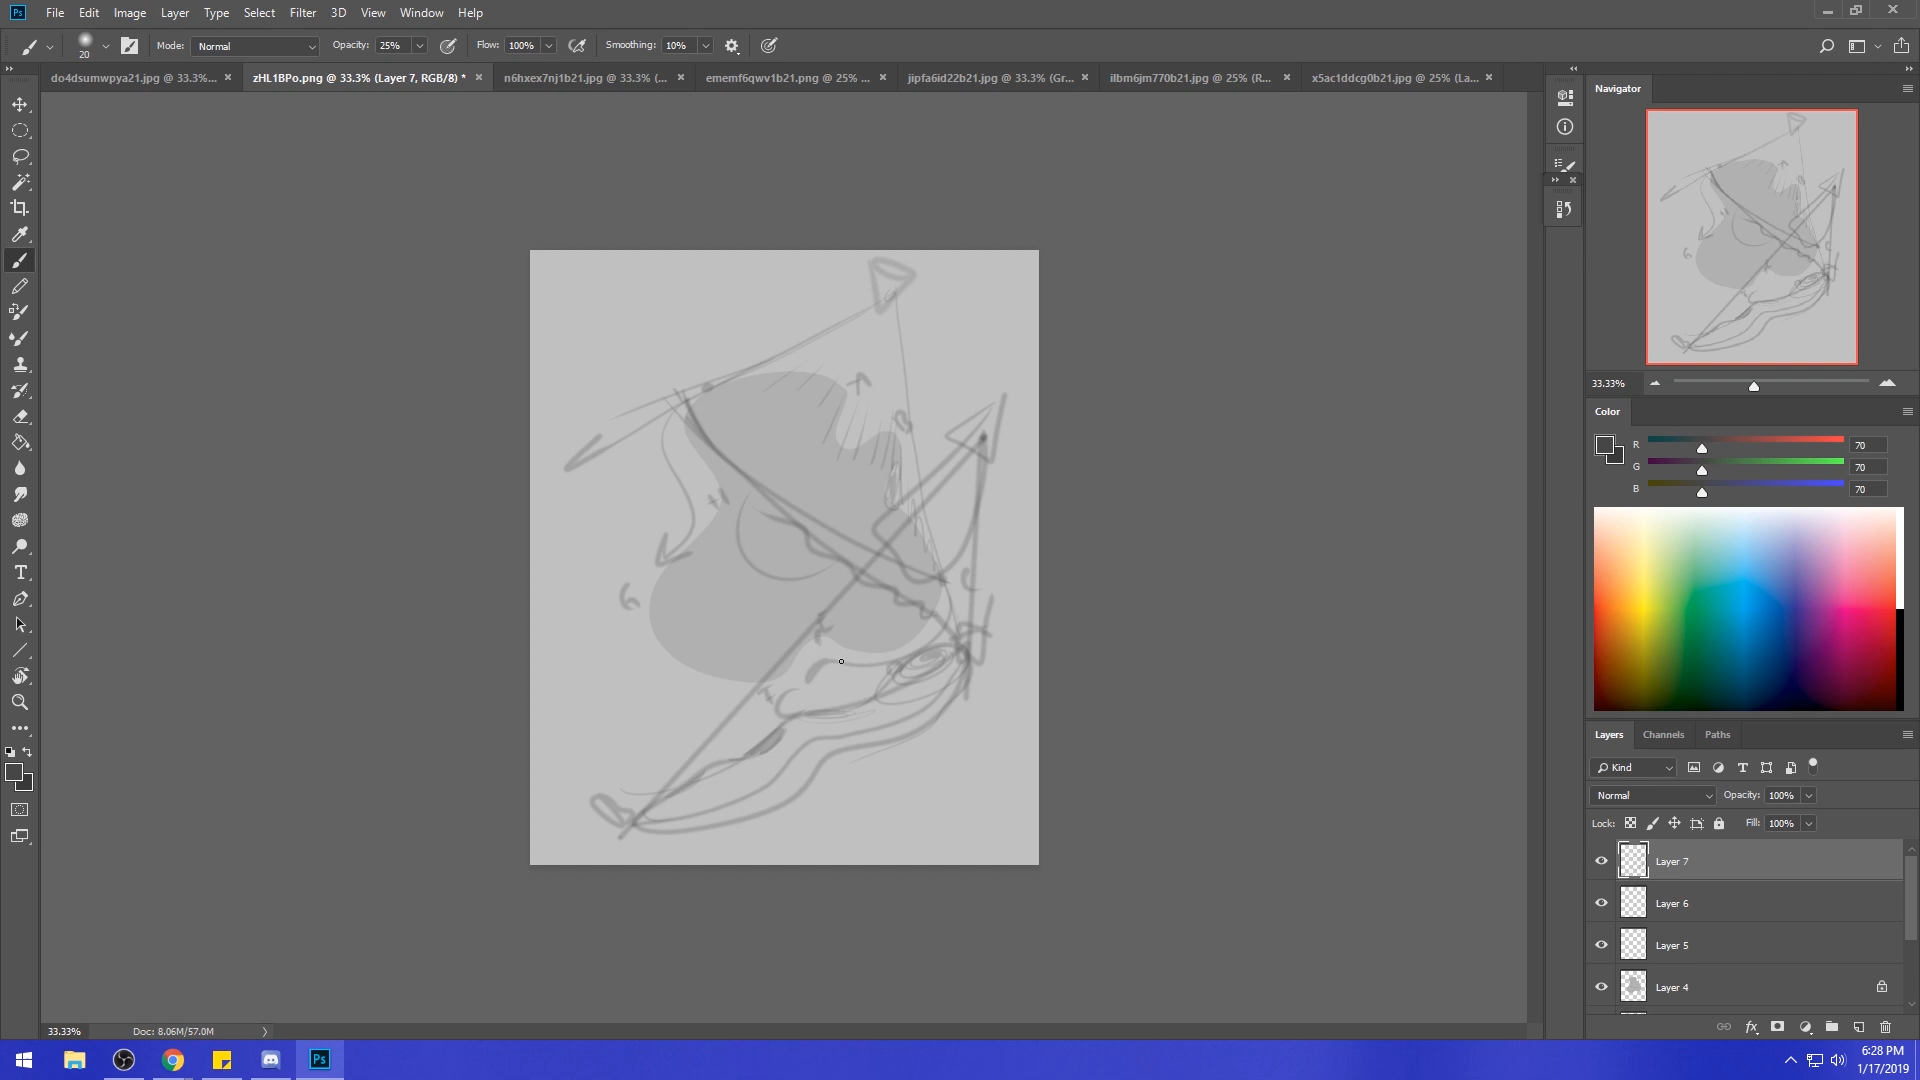 Ps File Edit Image Layer Type Select Filter 3D View Window Help
20 Mode: Normal Opacity: 25% Flow: 100% Smoothing: 10%
do4dsumwpya21.jpg @ 33.3%... zHL1BPo.png @ 33.3% (Layer 7, RGB/8) * n6hxex7nj1b21.jpg @ 33.3% (... ememf6qwv1b21.png @ 25% ... jipfa6id22b21.jpg @ 33.3% (Gr... ilbm6jm770b21.jpg @ 25% (R... x5ac1ddcg0b21.jpg @ 25% (La...
Navigator
33.33%
Color
R 70
G 70
B 70
Layers Channels Paths
Kind
Normal Opacity: 100%
Lock: Fill: 100%
Layer 7
Layer 6
Layer 5
Layer 4
fx
33.33% Doc: 8.06M/57.0M
Ps
6:28 PM
1/17/2019